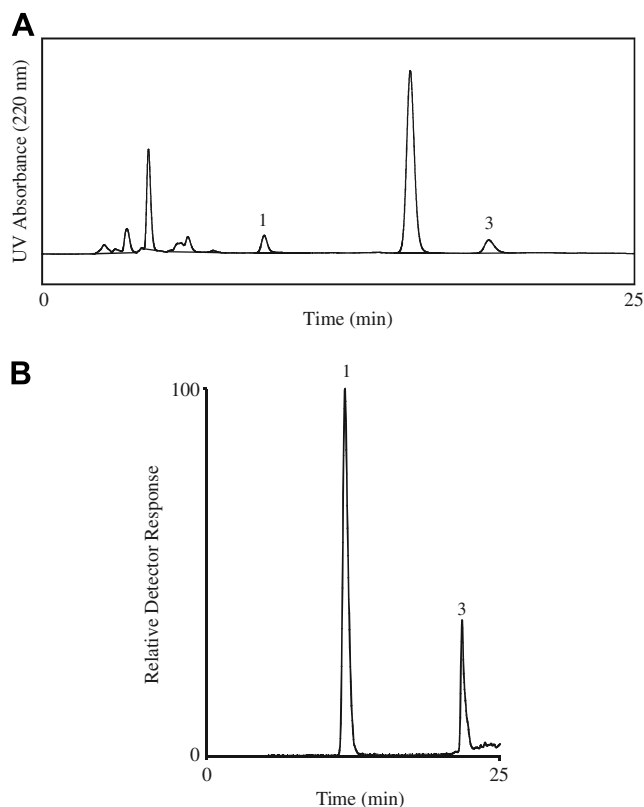 A
UV Absorbance (220 nm)
1
3
0
25
Time (min)
B
1
100
Relative Detector Response
3
0
0
25
Time (min)